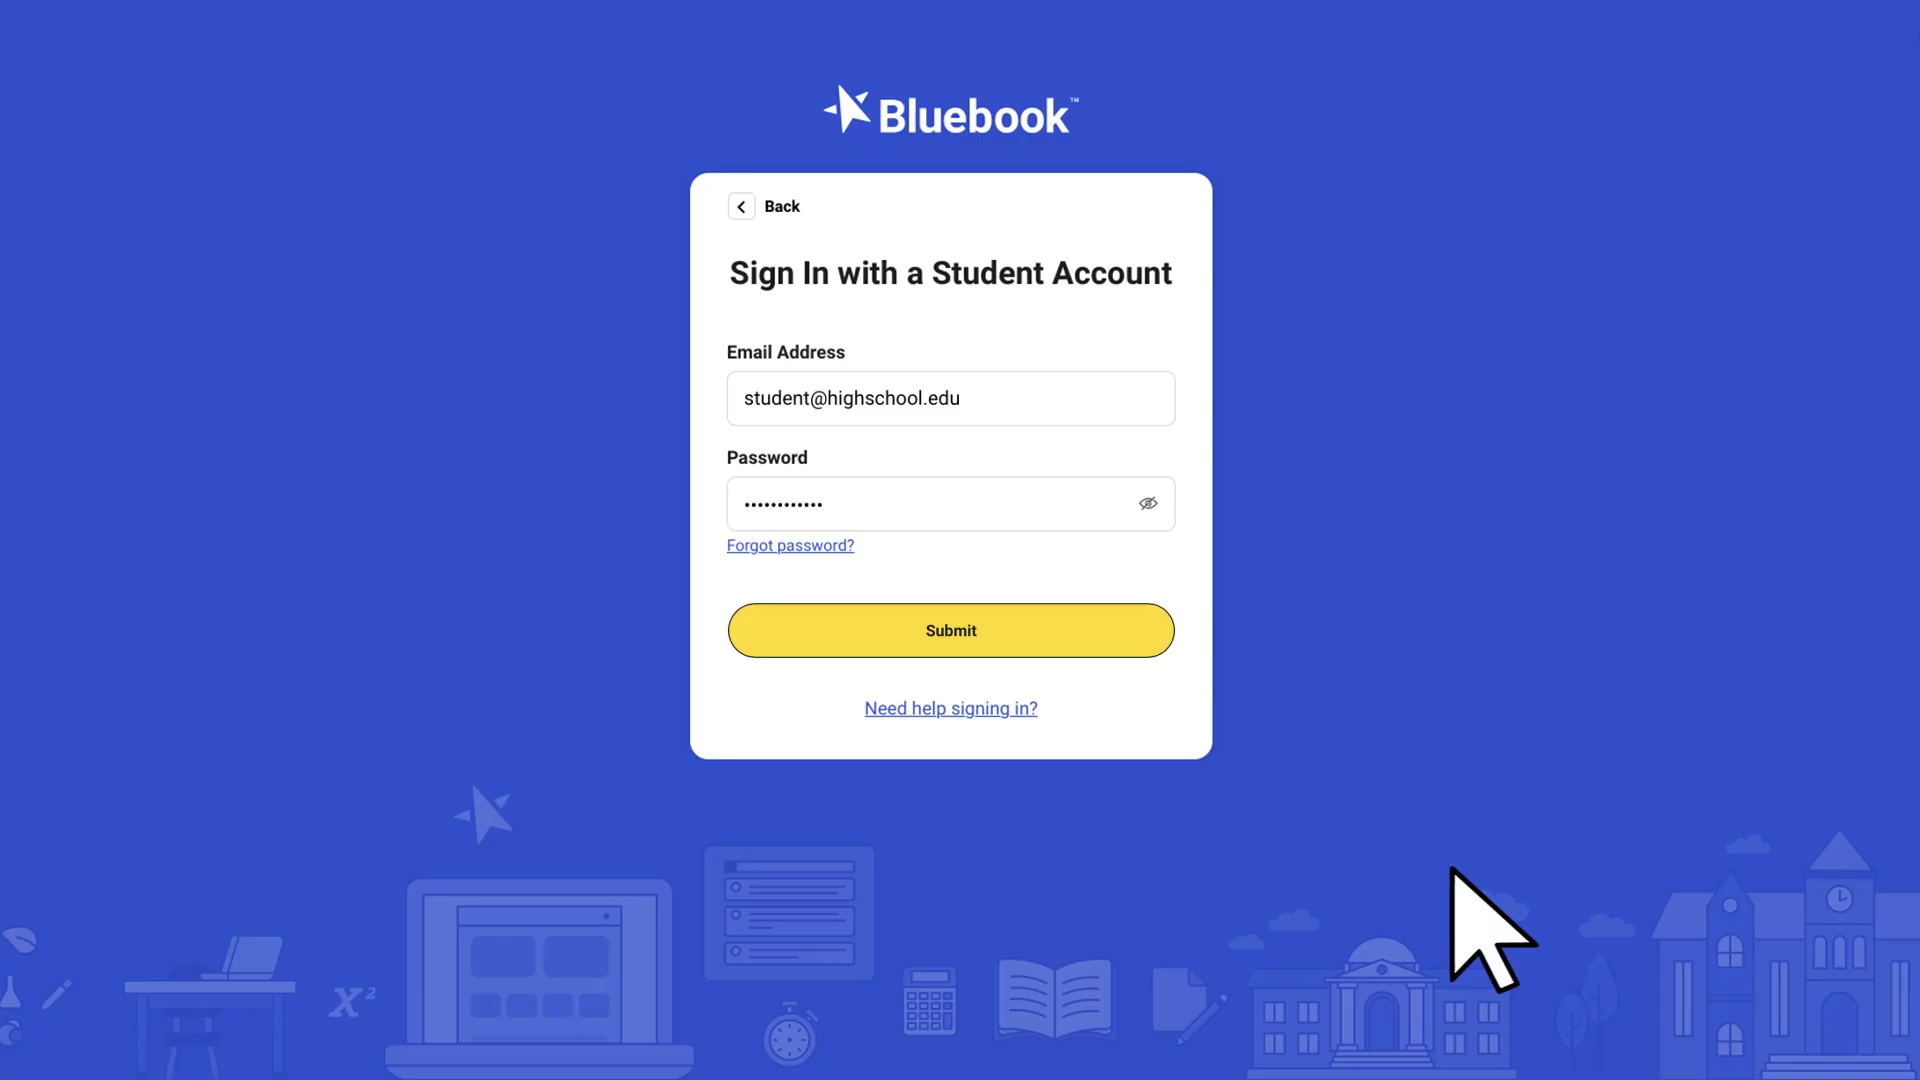 Bluebook™
Back
Sign In with a Student Account
Email Address
student@highschool.edu
Password
••••••••••••
Forgot password?
Submit
Need help signing in?
x²